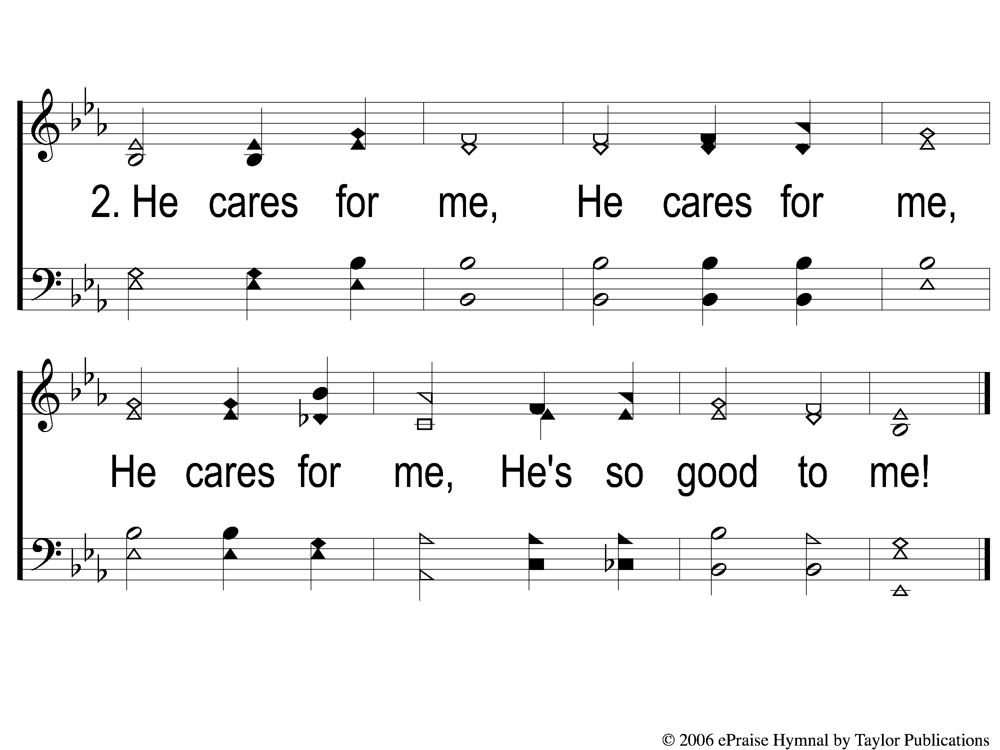 2. He cares for me, He cares for me,
He cares for me, He's so good to me!
© 2006 ePraise Hymnal by Taylor Publications